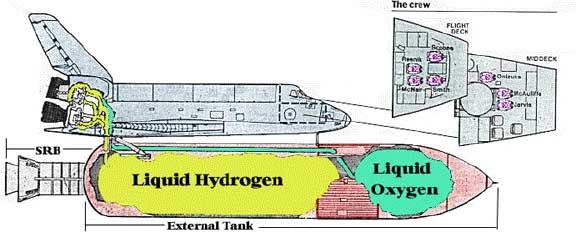 The crew
FLIGHT
DECK
MIDDECK
Scobee
Resnik
Onizuka
McNair
Smith
McAuliffe
Jarvis
SRB
Liquid Hydrogen
Liquid
Oxygen
External Tank